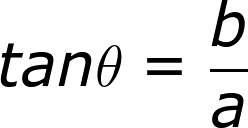 tanθ = b/a